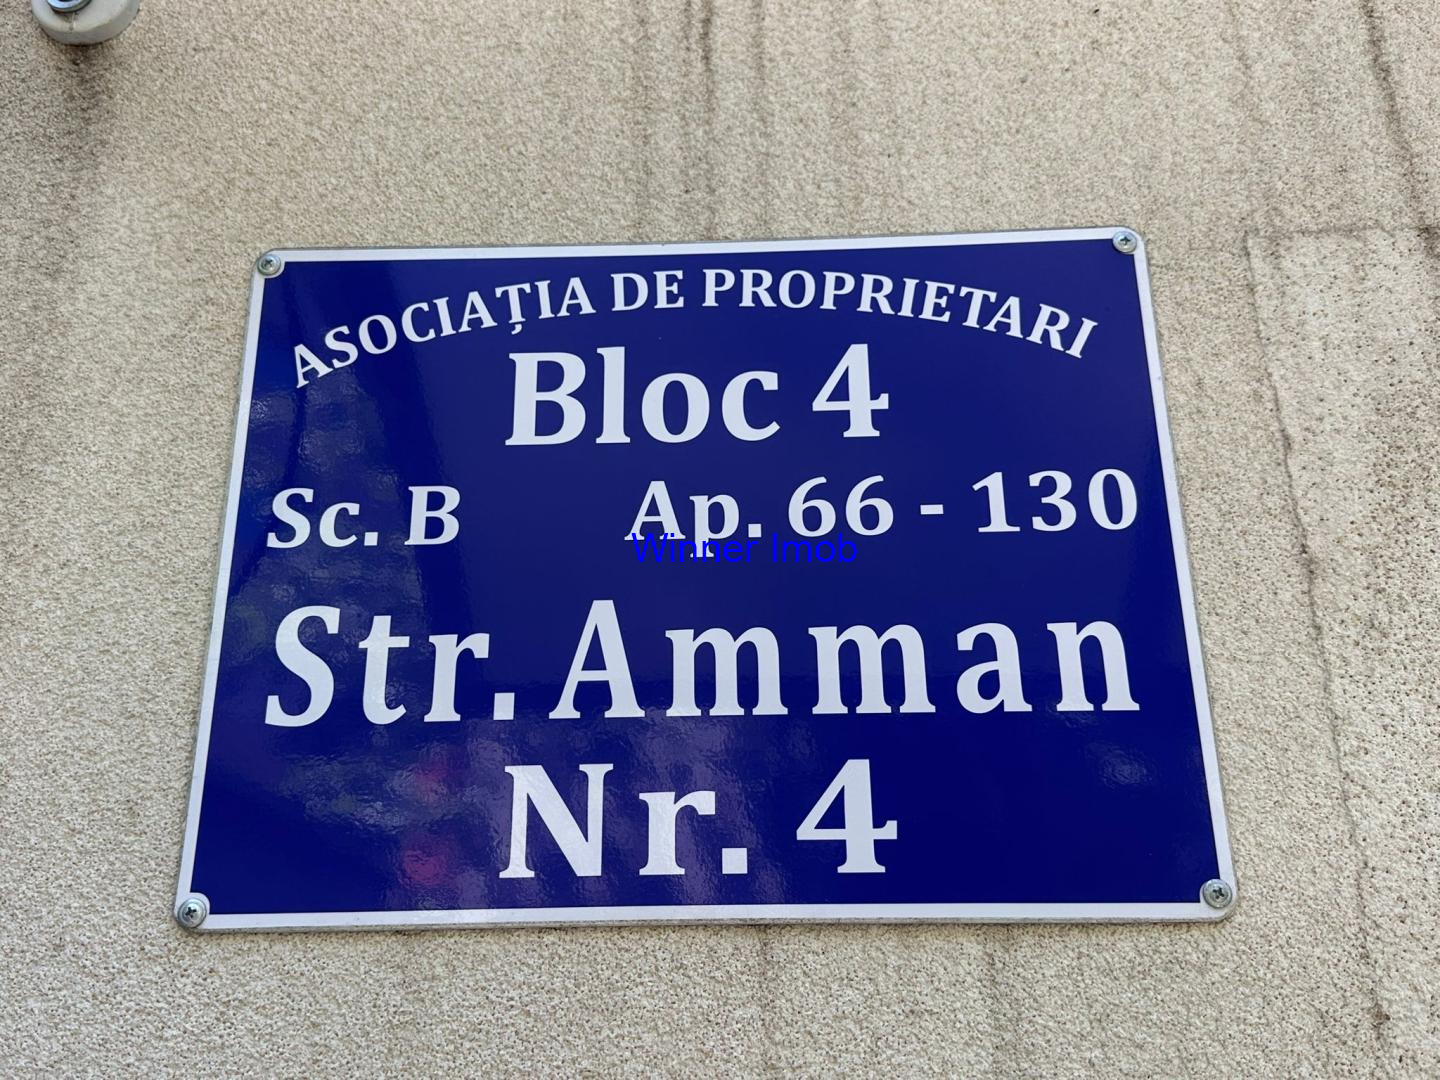 ASOCIAȚIA DE PROPRIETARI
Bloc 4
Sc. B Ap. 66 - 130
Winner Imob
Str. Amman
Nr. 4